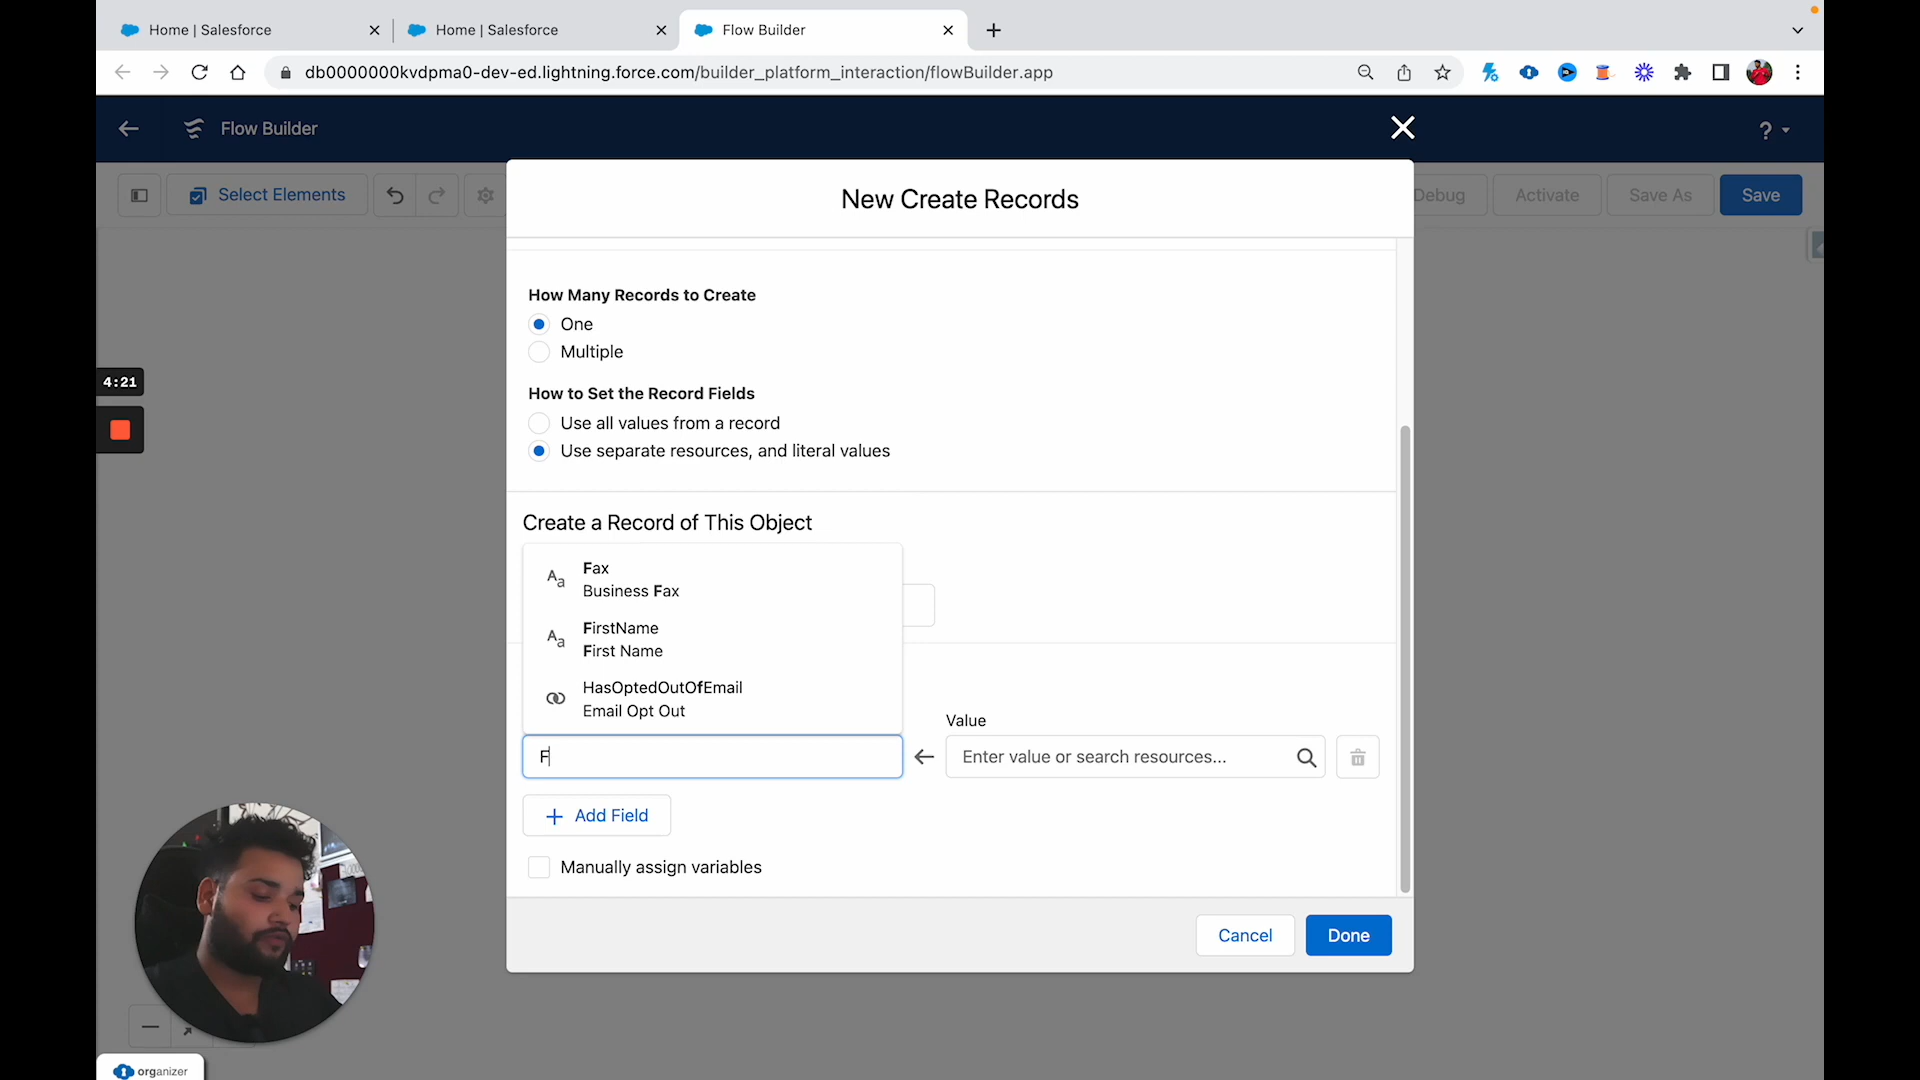 Home | Salesforce
Home | Salesforce
Flow Builder
db0000000kvdpma0-dev-ed.lightning.force.com/builder_platform_interaction/flowBuilder.app
Flow Builder
?
Select Elements
Debug
Activate
Save As
Save
New Create Records
How Many Records to Create
One
Multiple
4:21
How to Set the Record Fields
Use all values from a record
Use separate resources, and literal values
Create a Record of This Object
Aa
Fax
Business Fax
Aa
FirstName
First Name
HasOptedOutOfEmail
Email Opt Out
Value
F
Enter value or search resources...
+ Add Field
Manually assign variables
Cancel
Done
organizer